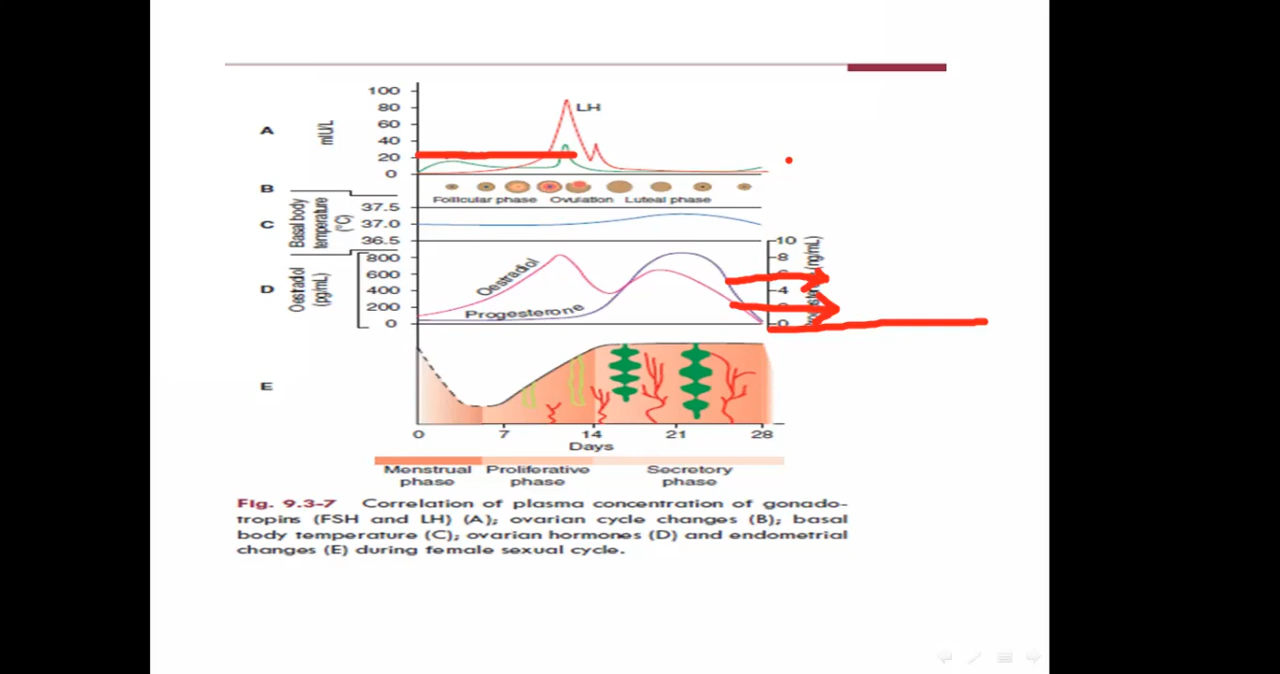 100
80
60
40
20
0
LH
A
mIU/L
B
Follicular phase Ovulation Luteal phase
C
Basal body
temperature
(°C)
37.5
37.0
36.5
D
Oestradiol
(pg/mL)
800
600
400
200
0
Oestradiol
Progesterone
10
8
4
0
(ng/mL)
E
0 7 14 21 28
Days
Menstrual phase
Proliferative phase
Secretory phase
Fig. 9.3-7 Correlation of plasma concentration of gonado-
tropins (FSH and LH) (A); ovarian cycle changes (B); basal
body temperature (C); ovarian hormones (D) and endometrial
changes (E) during female sexual cycle.